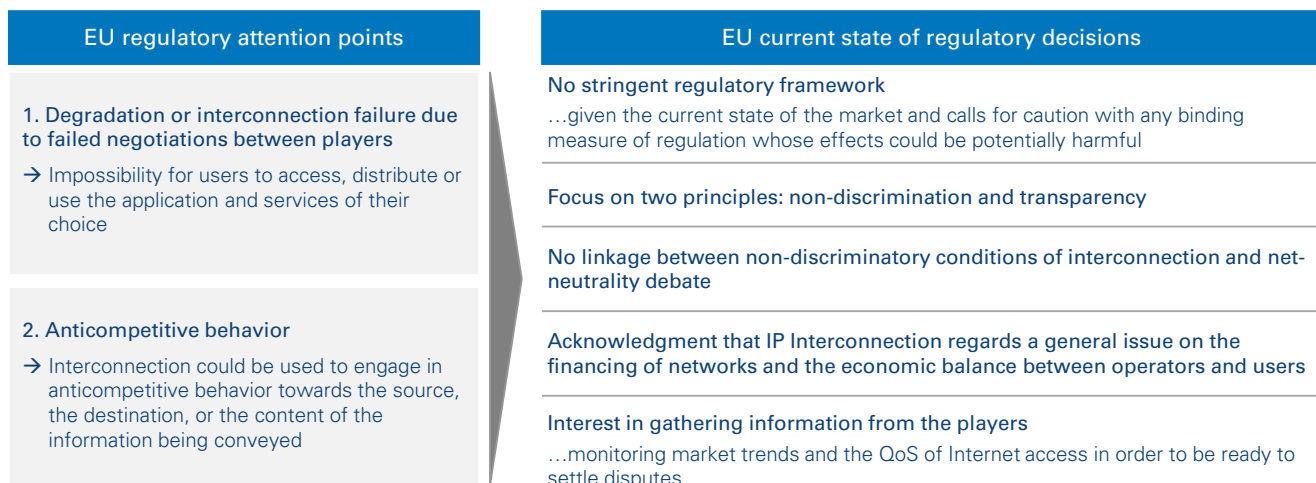 EU regulatory attention points
1. Degradation or interconnection failure due
to failed negotiations between players
→ Impossibility for users to access, distribute or
use the application and services of their
choice
2. Anticompetitive behavior
→ Interconnection could be used to engage in
anticompetitive behavior towards the source,
the destination, or the content of the
information being conveyed
EU current state of regulatory decisions
No stringent regulatory framework
…given the current state of the market and calls for caution with any binding
measure of regulation whose effects could be potentially harmful
Focus on two principles: non-discrimination and transparency
No linkage between non-discriminatory conditions of interconnection and net-
neutrality debate
Acknowledgment that IP Interconnection regards a general issue on the
financing of networks and the economic balance between operators and users
Interest in gathering information from the players
…monitoring market trends and the QoS of Internet access in order to be ready to
settle disputes